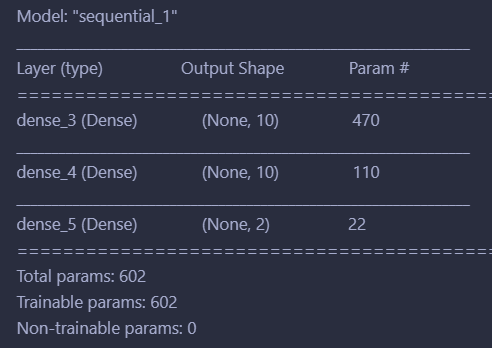 Model: "sequential_1"
_________________________________________________________________
Layer (type) Output Shape Param #
=================================================================
dense_3 (Dense) (None, 10) 470
_________________________________________________________________
dense_4 (Dense) (None, 10) 110
_________________________________________________________________
dense_5 (Dense) (None, 2) 22
=================================================================
Total params: 602
Trainable params: 602
Non-trainable params: 0